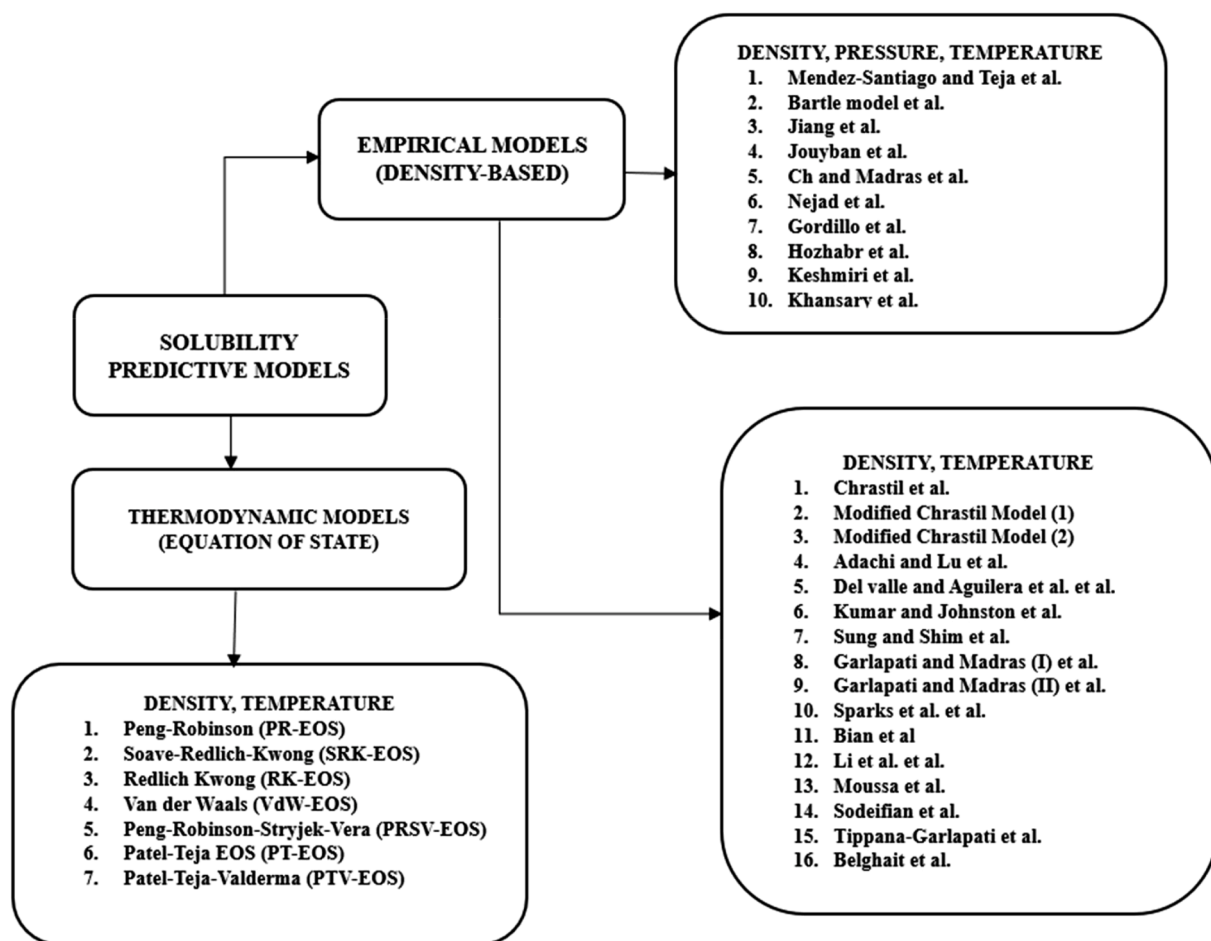 DENSITY, PRESSURE, TEMPERATURE
1. Mendez-Santiago and Teja et al.
2. Bartle model et al.
3. Jiang et al.
4. Jouyban et al.
5. Ch and Madras et al.
6. Nejad et al.
7. Gordillo et al.
8. Hozhabr et al.
9. Keshmiri et al.
10. Khansary et al.
EMPIRICAL MODELS
(DENSITY-BASED)
SOLUBILITY
PREDICTIVE MODELS
THERMODYNAMIC MODELS
(EQUATION OF STATE)
DENSITY, TEMPERATURE
1. Chrastil et al.
2. Modified Chrastil Model (1)
3. Modified Chrastil Model (2)
4. Adachi and Lu et al.
5. Del valle and Aguilera et al. et al.
6. Kumar and Johnston et al.
7. Sung and Shim et al.
8. Garlapati and Madras (I) et al.
9. Garlapati and Madras (II) et al.
10. Sparks et al. et al.
11. Bian et al
12. Li et al. et al.
13. Moussa et al.
14. Sodeifian et al.
15. Tippana-Garlapati et al.
16. Belghait et al.
DENSITY, TEMPERATURE
1. Peng-Robinson (PR-EOS)
2. Soave-Redlich-Kwong (SRK-EOS)
3. Redlich Kwong (RK-EOS)
4. Van der Waals (VdW-EOS)
5. Peng-Robinson-Stryjek-Vera (PRSV-EOS)
6. Patel-Teja EOS (PT-EOS)
7. Patel-Teja-Valderma (PTV-EOS)